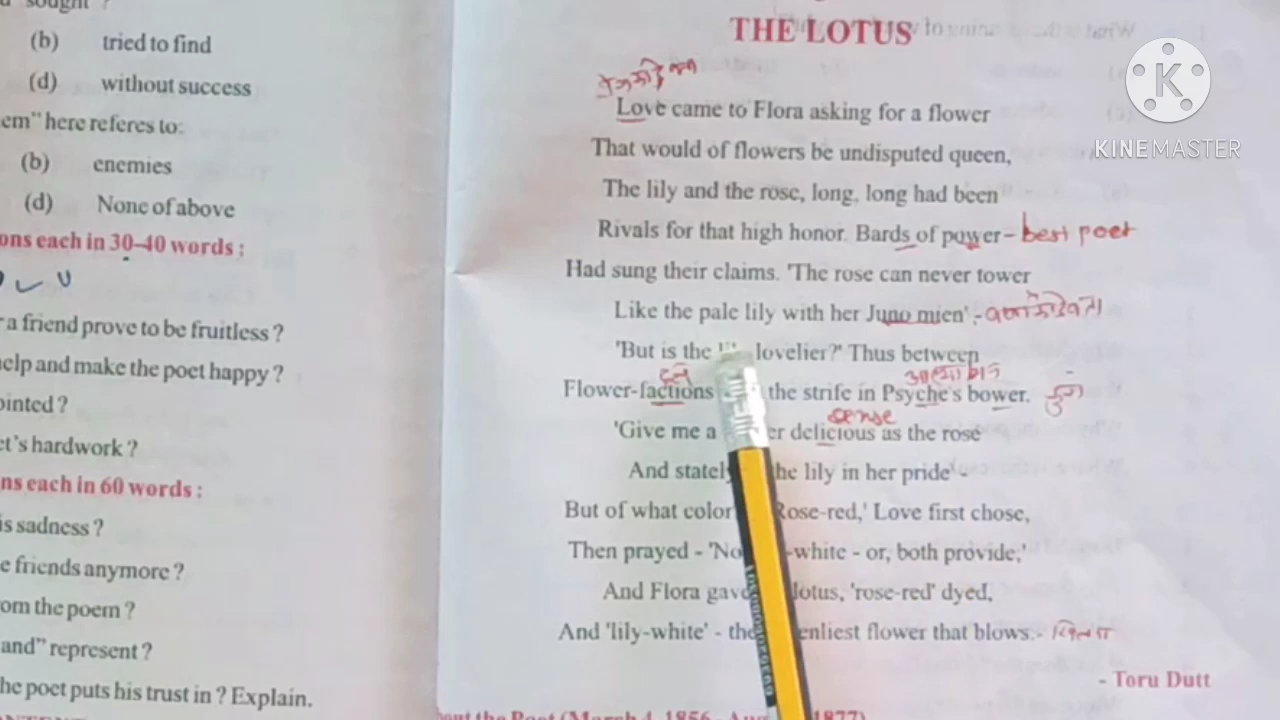 sought ?
(b) tried to find
(d) without success
em" here referes to:
(b) enemies
(d) None of above
ons each in 30-40 words :
a friend prove to be fruitless ?
elp and make the poet happy ?
ointed ?
et's hardwork ?
ns each in 60 words :
is sadness ?
e friends anymore ?
om the poem ?
and" represent ?
he poet puts his trust in ? Explain.
THE LOTUS
KINEMASTER
Love came to Flora asking for a flower
That would of flowers be undisputed queen,
The lily and the rose, long, long had been
Rivals for that high honor. Bards of power - best poet
Had sung their claims. 'The rose can never tower
Like the pale lily with her Juno mien' -
'But is the lovelier?' Thus between
Flower-factions the strife in Psyche's bower.
sense
'Give me a er delicious as the rose
And stately the lily in her pride' -
But of what color Rose-red,' Love first chose,
Then prayed - 'No -white - or, both provide,'
And Flora gave lotus, 'rose-red' dyed,
And 'lily-white' - the enliest flower that blows.-
- Toru Dutt